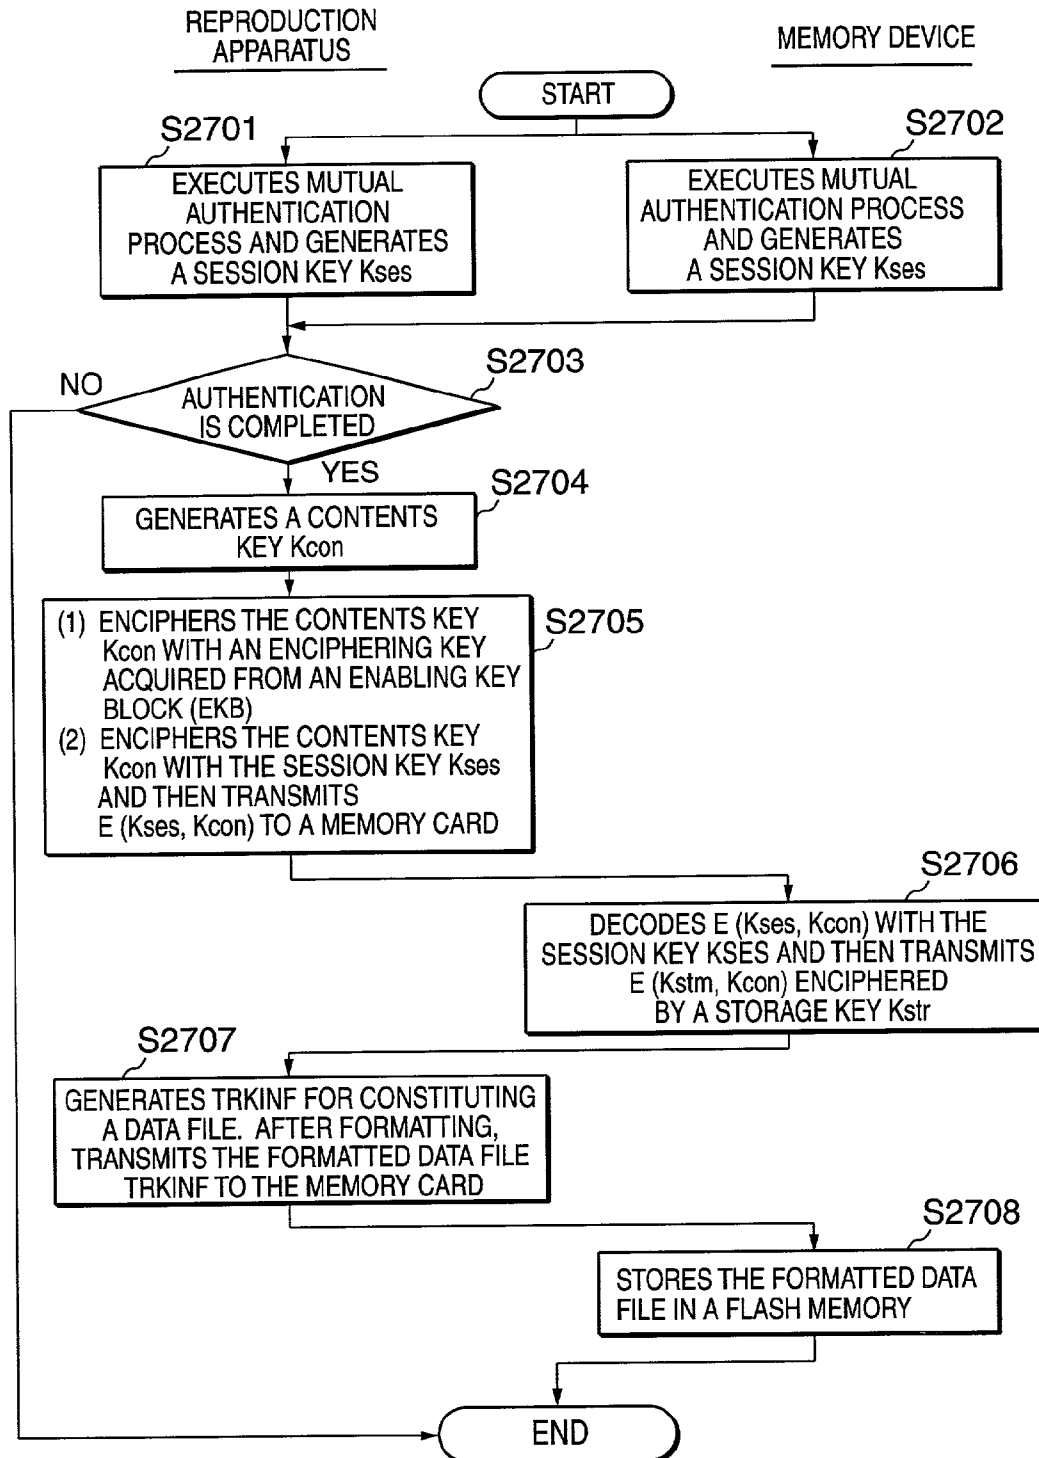 REPRODUCTION
APPARATUS
MEMORY DEVICE
START
S2701
S2702
EXECUTES MUTUAL
AUTHENTICATION
PROCESS AND GENERATES
A SESSION KEY Kses
EXECUTES MUTUAL
AUTHENTICATION PROCESS
AND GENERATES
A SESSION KEY Kses
S2703
NO
AUTHENTICATION
IS COMPLETED
YES
S2704
GENERATES A CONTENTS
KEY Kcon
S2705
(1) ENCIPHERS THE CONTENTS KEY
Kcon WITH AN ENCIPHERING KEY
ACQUIRED FROM AN ENABLING KEY
BLOCK (EKB)
(2) ENCIPHERS THE CONTENTS KEY
Kcon WITH THE SESSION KEY Kses
AND THEN TRANSMITS
E (Kses, Kcon) TO A MEMORY CARD
S2706
DECODES E (Kses, Kcon) WITH THE
SESSION KEY KSES AND THEN TRANSMITS
E (Kstm, Kcon) ENCIPHERED
BY A STORAGE KEY Kstr
S2707
GENERATES TRKINF FOR CONSTITUTING
A DATA FILE. AFTER FORMATTING,
TRANSMITS THE FORMATTED DATA FILE
TRKINF TO THE MEMORY CARD
S2708
STORES THE FORMATTED DATA
FILE IN A FLASH MEMORY
END